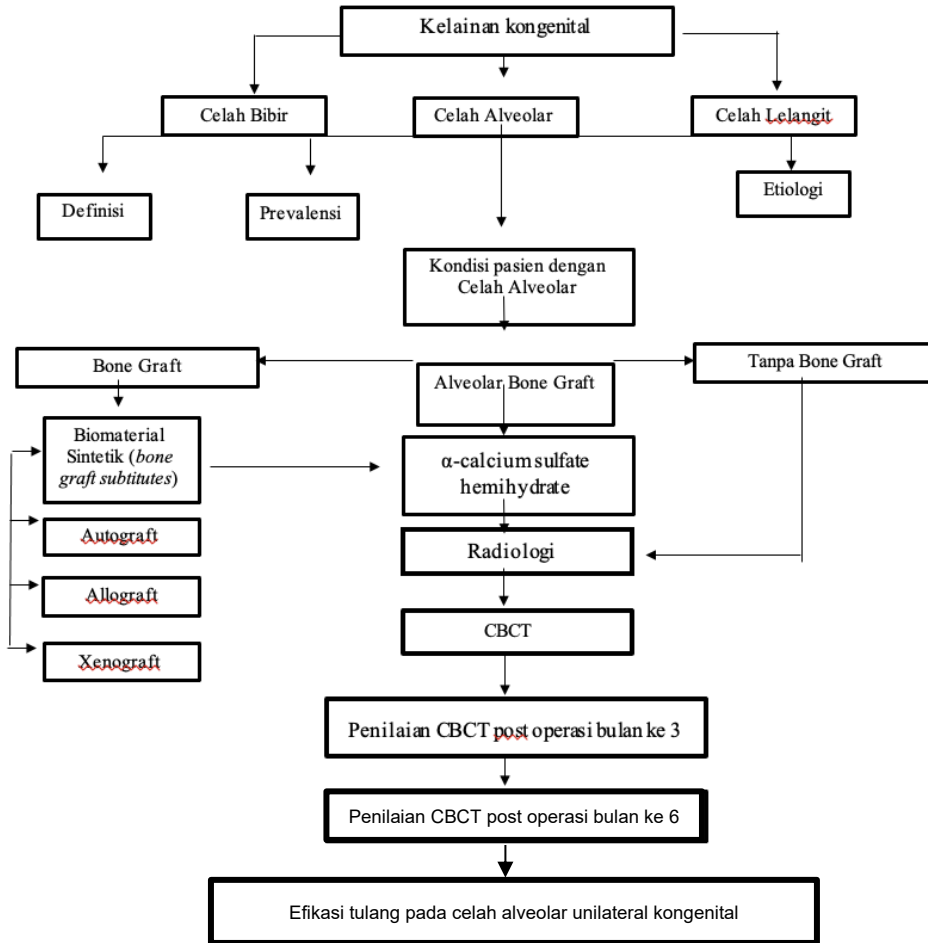 Kelainan kongenital
Celah Bibir
Celah Alveolar
Celah Lelangit
Definisi
Prevalensi
Etiologi
Kondisi pasien dengan
Celah Alveolar
Bone Graft
Alveolar Bone Graft
Tanpa Bone Graft
Biomaterial
Sintetik (bone
graft subtitutes)
α-calcium sulfate
hemihydrate
Autograft
Radiologi
Allograft
CBCT
Xenograft
Penilaian CBCT post operasi bulan ke 3
Penilaian CBCT post operasi bulan ke 6
Efikasi tulang pada celah alveolar unilateral kongenital